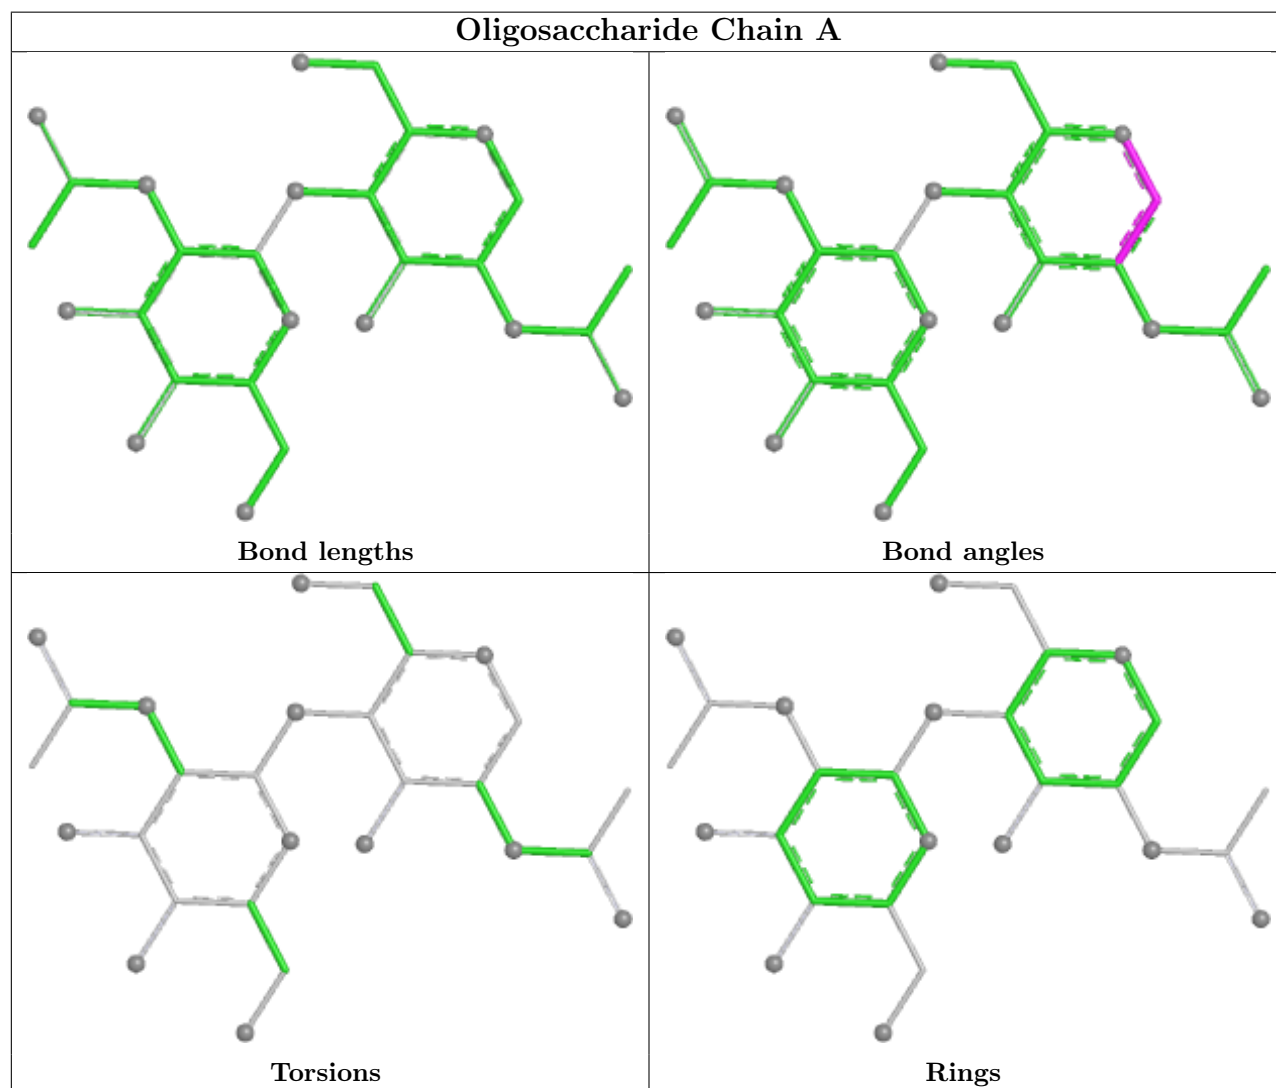 Oligosaccharide Chain A
Bond lengths
Bond angles
Torsions
Rings